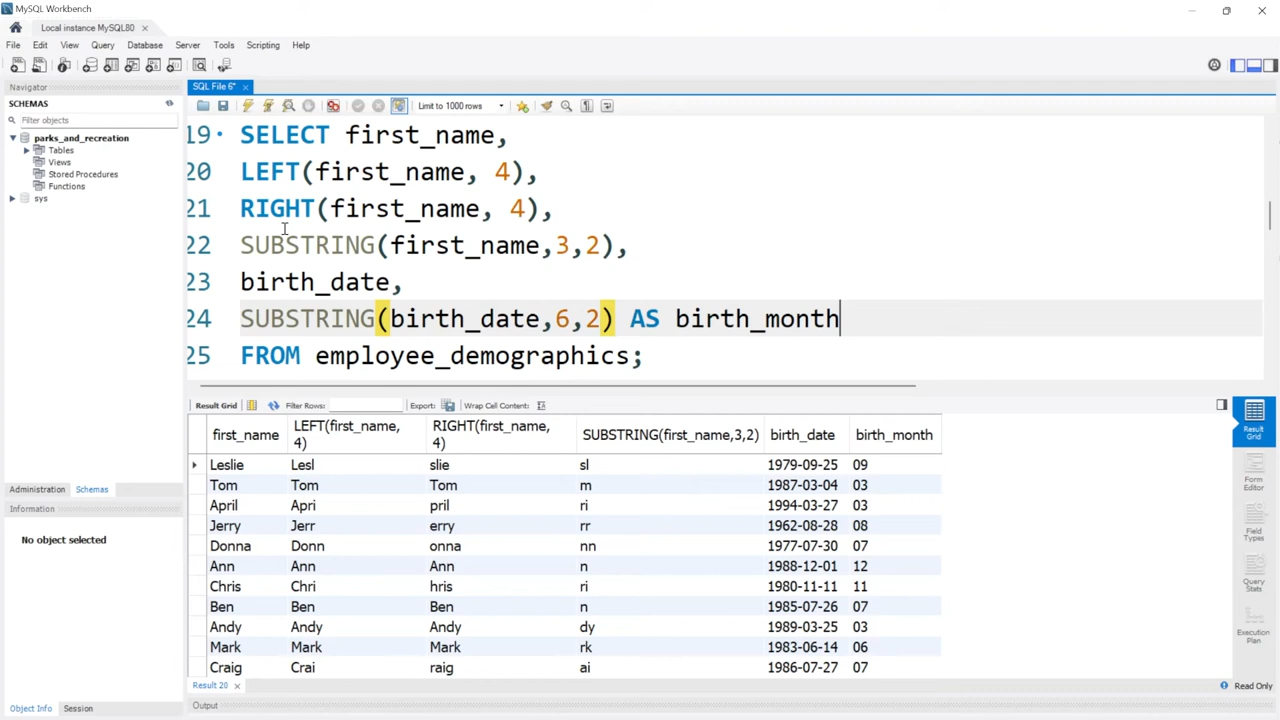 MySQL Workbench
Local instance MySQL80
File Edit View Query Database Server Tools Scripting Help
Navigator
SCHEMAS
Filter objects
parks_and_recreation
Tables
Views
Stored Procedures
Functions
sys
Administration Schemas
Information
No object selected
Object Info Session
SQL File 6*
Limit to 1000 rows
19 SELECT first_name,
20 LEFT(first_name, 4),
21 RIGHT(first_name, 4),
22 SUBSTRING(first_name,3,2),
23 birth_date,
24 SUBSTRING(birth_date,6,2) AS birth_month
25 FROM employee_demographics;
Result Grid Filter Rows: Export: Wrap Cell Content:
first_name LEFT(first_name, 4) RIGHT(first_name, 4) SUBSTRING(first_name,3,2) birth_date birth_month
Leslie Lesl slie sl 1979-09-25 09
Tom Tom Tom m 1987-03-04 03
April Apri pril ri 1994-03-27 03
Jerry Jerr erry rr 1962-08-28 08
Donna Donn onna nn 1977-07-30 07
Ann Ann Ann n 1988-12-01 12
Chris Chri hris ri 1980-11-11 11
Ben Ben Ben n 1985-07-26 07
Andy Andy Andy dy 1989-03-25 03
Mark Mark Mark rk 1983-06-14 06
Craig Crai raig ai 1986-07-27 07
Result Grid
Form Editor
Field Types
Query Stats
Execution Plan
Result 20
Read Only
Output